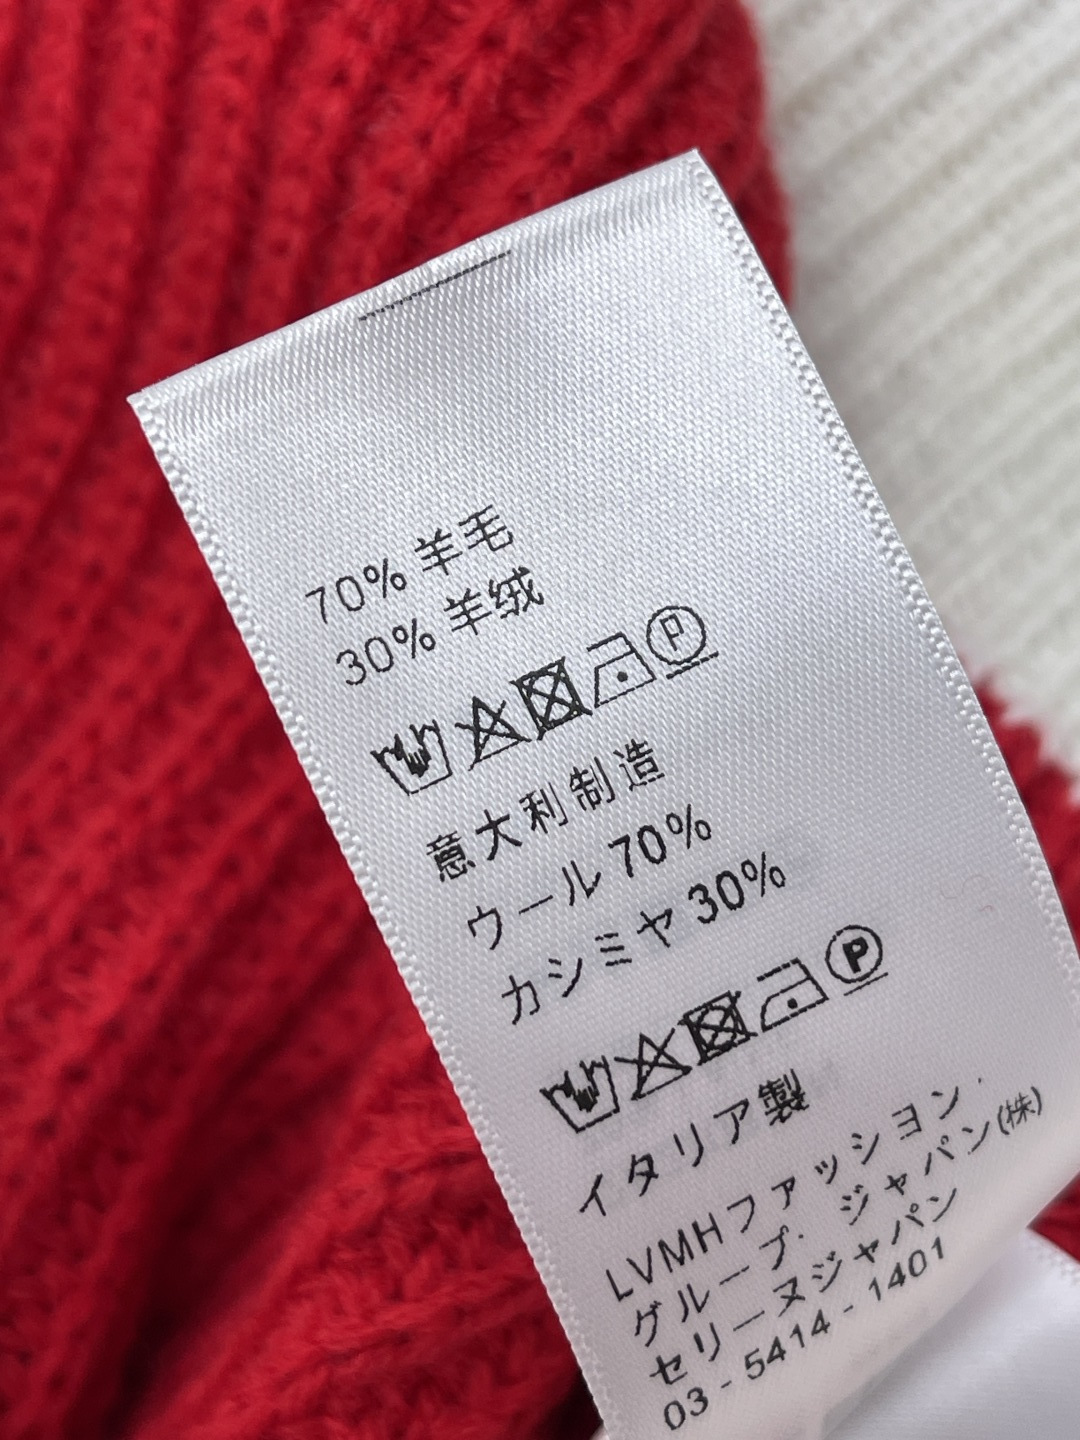 70% 羊毛
30% 羊绒
P
意大利制造
ウール 70%
カシミヤ 30%
P
イタリア製
LVMHファッション・
グループ・ジャパン(株)
セリーヌジャパン
03-5414-1401